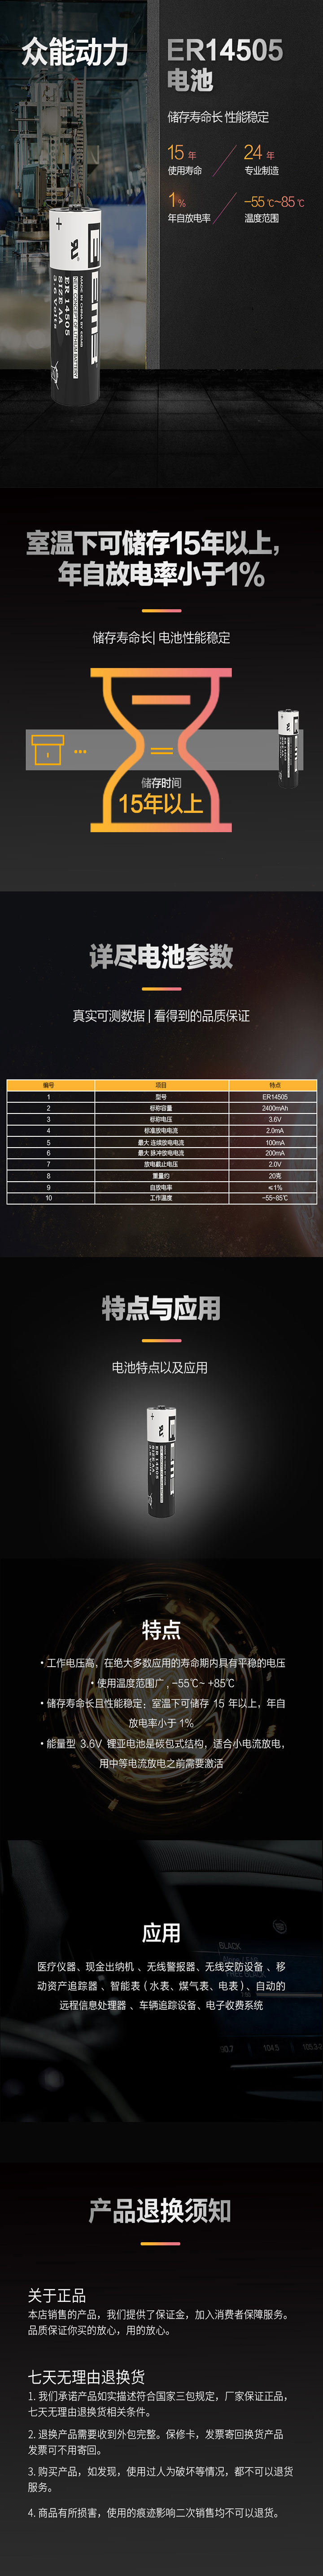 众能动力
ER14505
电池
储存寿命长 性能稳定
15 年
使用寿命
24 年
专业制造
1%
年自放电率
-55℃~85℃
温度范围
ER 14505
SIZE AA
3.6 Volts
室温下可储存15年以上，
年自放电率小于1%
储存寿命长| 电池性能稳定
储存时间
15年以上
详尽电池参数
真实可测数据 | 看得到的品质保证
编号 项目 特点
1 型号 ER14505
2 标称容量 2400mAh
3 标称电压 3.6V
4 标准放电电流 2.0mA
5 最大 连续放电电流 100mA
6 最大 脉冲放电电流 200mA
7 放电截止电压 2.0V
8 重量约 20克
9 自放电率 ≤1%
10 工作温度 -55~85℃
特点与应用
电池特点以及应用
特点
• 工作电压高，在绝大多数应用的寿命期内具有平稳的电压
• 使用温度范围广，-55℃~ +85℃
• 储存寿命长且性能稳定；室温下可储存 15 年以上，年自
放电率小于 1%
• 能量型 3.6V 锂亚电池是碳包式结构，适合小电流放电，
用中等电流放电之前需要激活
应用
BLACK
医疗仪器、现金出纳机 、无线警报器、无线安防设备 、移
动资产追踪器 、智能表 ( 水表、煤气表、电表 ) 、自动的
远程信息处理器 、车辆追踪设备、电子收费系统
104.5
产品退换须知
关于正品
本店销售的产品，我们提供了保证金，加入消费者保障服务。
品质保证你买的放心，用的放心。
七天无理由退换货
1. 我们承诺产品如实描述符合国家三包规定，厂家保证正品，
七天无理由退换货相关条件。
2. 退换产品需要收到外包完整。保修卡，发票寄回换货产品
发票可不用寄回。
3. 购买产品，如发现，使用过人为破坏等情况，都不可以退货
服务。
4. 商品有所损害，使用的痕迹影响二次销售均不可以退货。